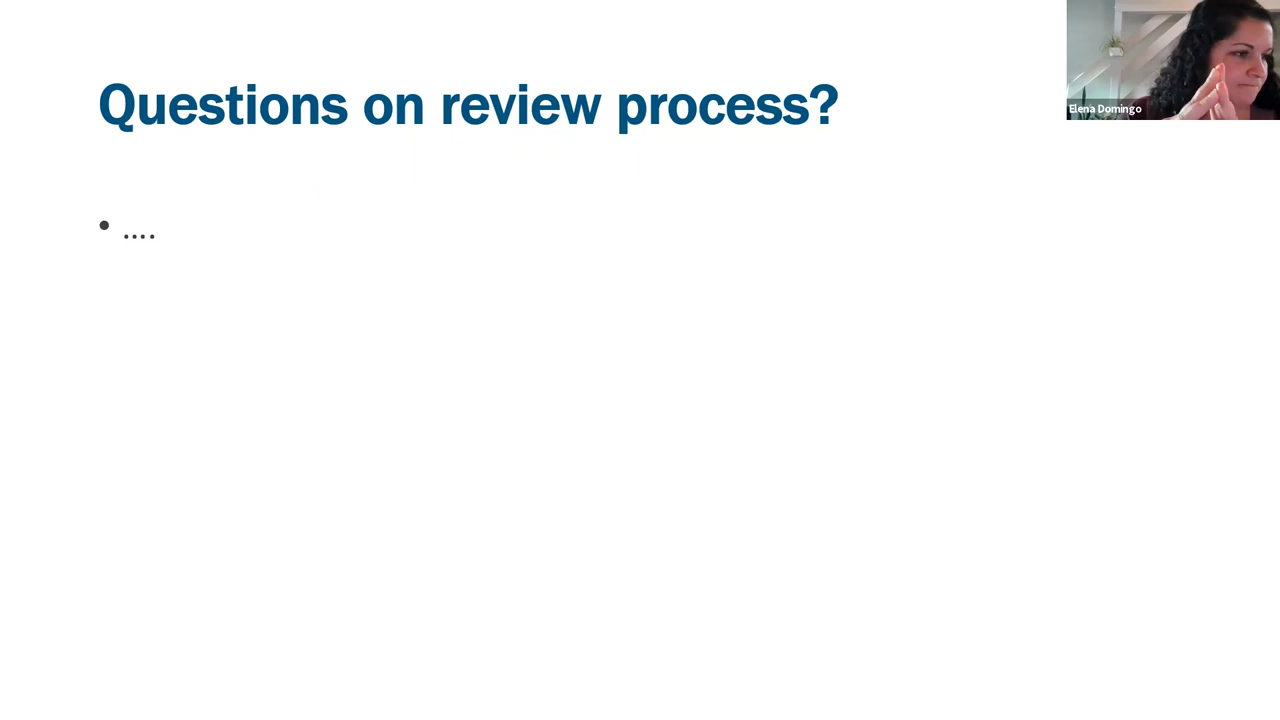 Questions on review process?
Elena Domingo
• ....